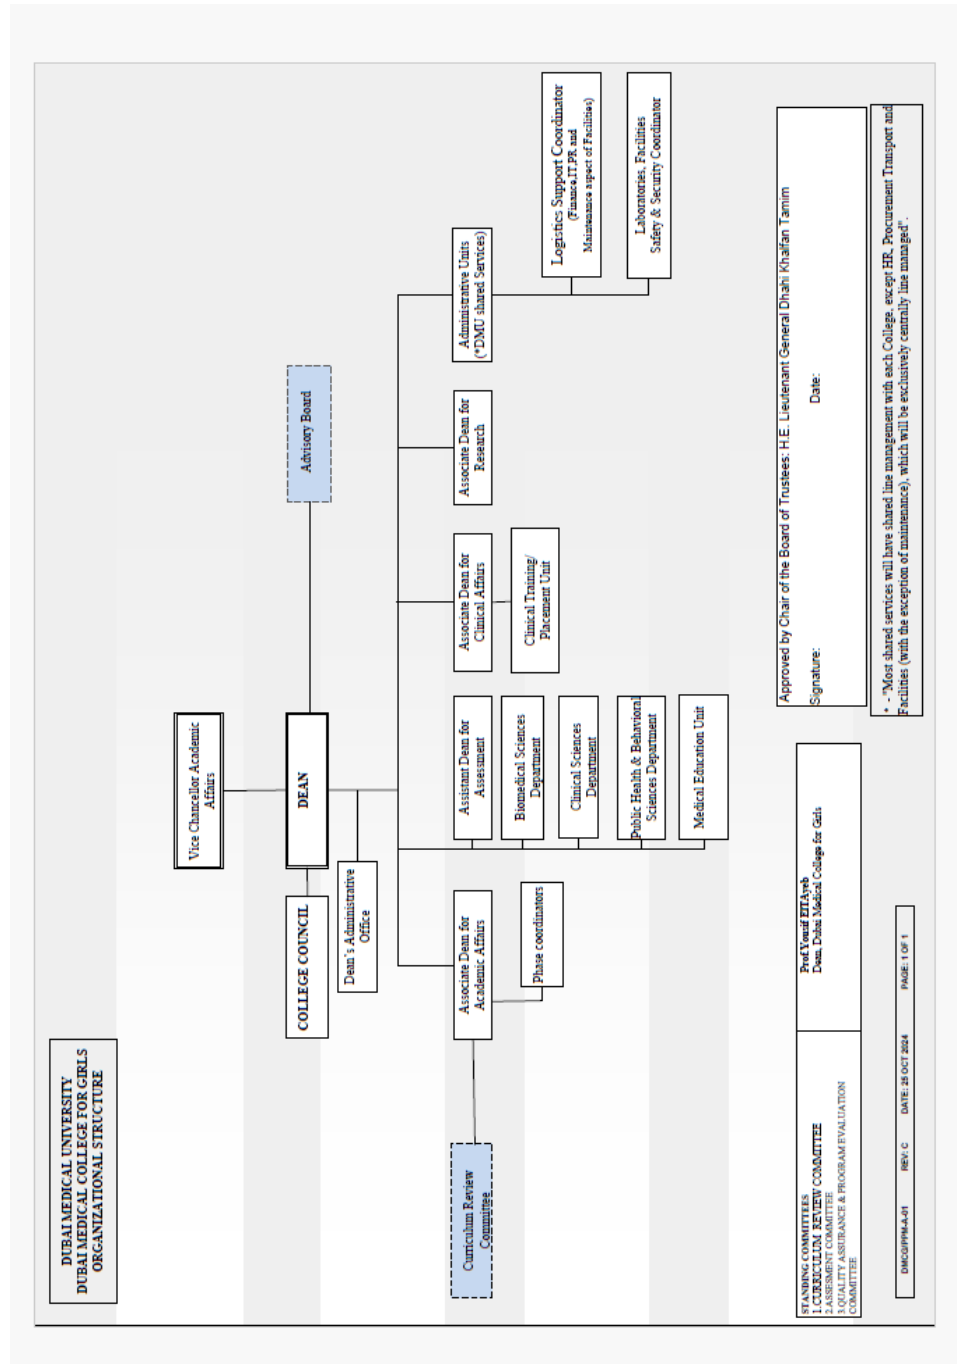 DUBAI MEDICAL UNIVERSITY
DUBAI MEDICAL COLLEGE FOR GIRLS
ORGANIZATIONAL STRUCTURE
Vice Chancellor Academic
Affairs
DEAN
Advisory Board
COLLEGE COUNCIL
Dean`s Administrative
Office
Curriculum Review
Committee
Associate Dean for
Academic Affairs
Phase coordinators
Assistant Dean for
Assessment
Biomedical Sciences
Department
Clinical Sciences
Department
Public Health & Behavioral
Sciences Department
Medical Education Unit
Associate Dean for
Clinical Affairs
Clinical Training/
Placement Unit
Associate Dean for
Research
Administrative Units
(*DMU shared Services)
Logistics Support Coordinator
(Finance,IT,PR and
Maintenance aspect of Facilities)
Laboratories, Facilities
Safety & Security Coordinator
STANDING COMMITTEES
1.CURRICULUM REVIEW COMMITTEE
2.ASSESMENT COMMITTEE
3.QUALITY ASSURANCE & PROGRAM EVALUATION
COMMITTEE
Prof.Yousif ElTAyeb
Dean, Dubai Medical College for Girls
Approved by Chair of the Board of Trustees: H.E. Lieutenant General Dhahi Khalfan Tamim
Signature: Date:
* -"Most shared services will have shared line management with each College, except HR, Procurement Transport and
Facilities (with the exception of maintenance), which will be exclusively centrally line managed".
DMCG/PPM-A-01 REV: C DATE: 25 OCT 2024 PAGE: 1 OF 1